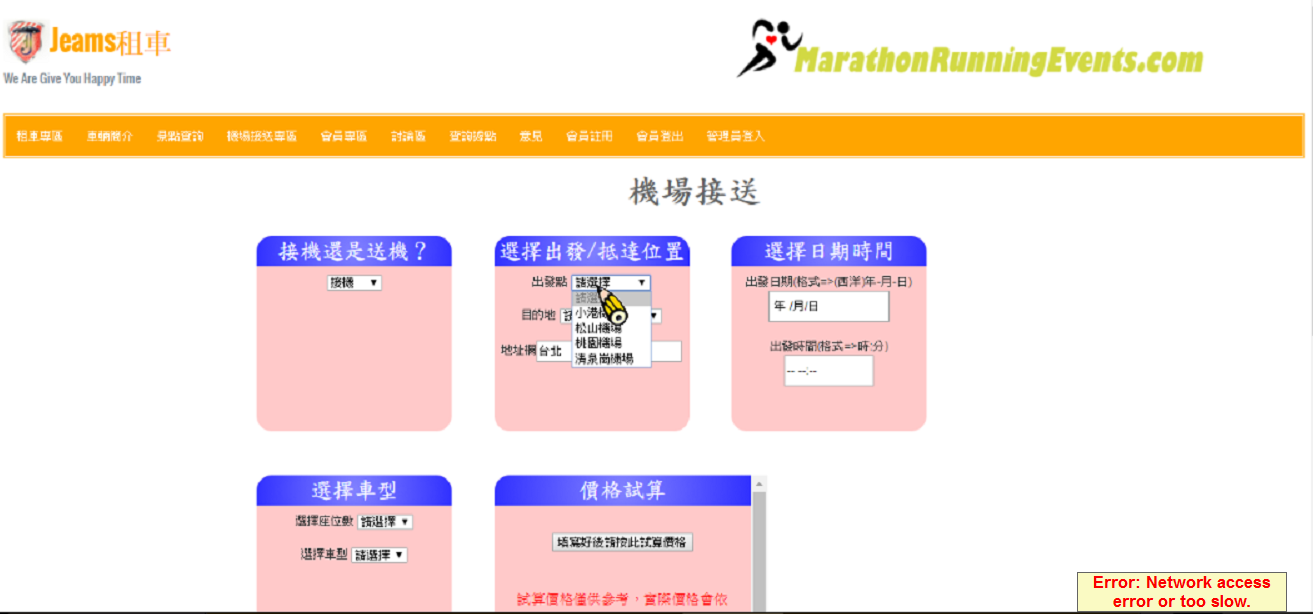 Jeams租車
We Are Give You Happy Time
MarathonRunningEvents.com
租車專區 車輛簡介 景點查詢 機場接送專區 會員專區 討論區 查詢據點 意見 會員註冊 會員登出 管理員登入
機場接送
接機還是送機？
接機
選擇出發/抵達位置
出發點 請選擇
目的地
小港
松山機場
桃園機場
清泉崗機場
地址欄 台北
選擇日期時間
出發日期(格式=>(西洋)年-月-日)
年 /月/日
出發時間(格式=>時:分)
-- --:--
選擇車型
選擇座位數 請選擇
選擇車型 請選擇
價格試算
填寫好後請按此試算價格
試算價格僅供參考，實際價格會依
Error: Network access
error or too slow.